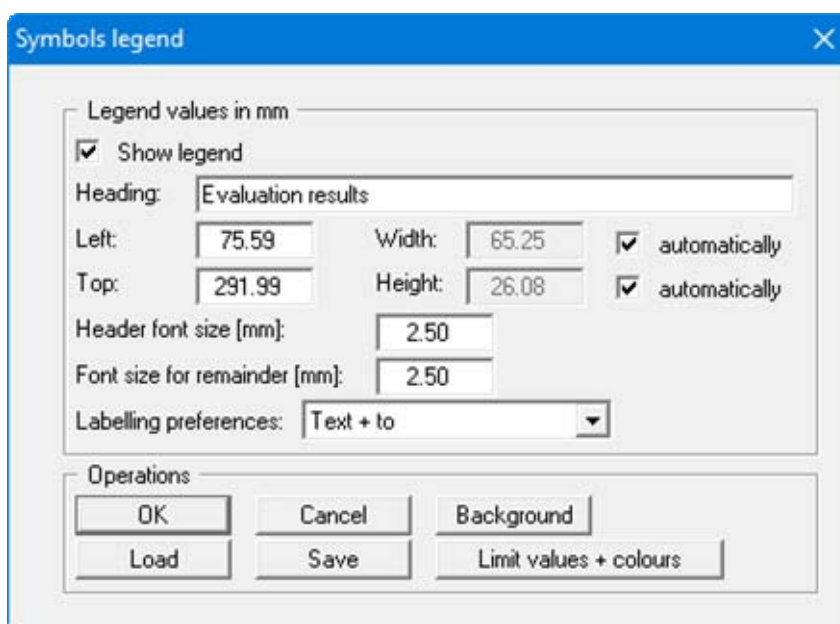 Symbols legend
Legend values in mm
Show legend
Heading: Evaluation results
Left: 75.59 Width: 65.25 automatically
Top: 291.99 Height: 26.08 automatically
Header font size [mm]: 2.50
Font size for remainder [mm]: 2.50
Labelling preferences: Text + to
Operations
OK Cancel Background
Load Save Limit values + colours